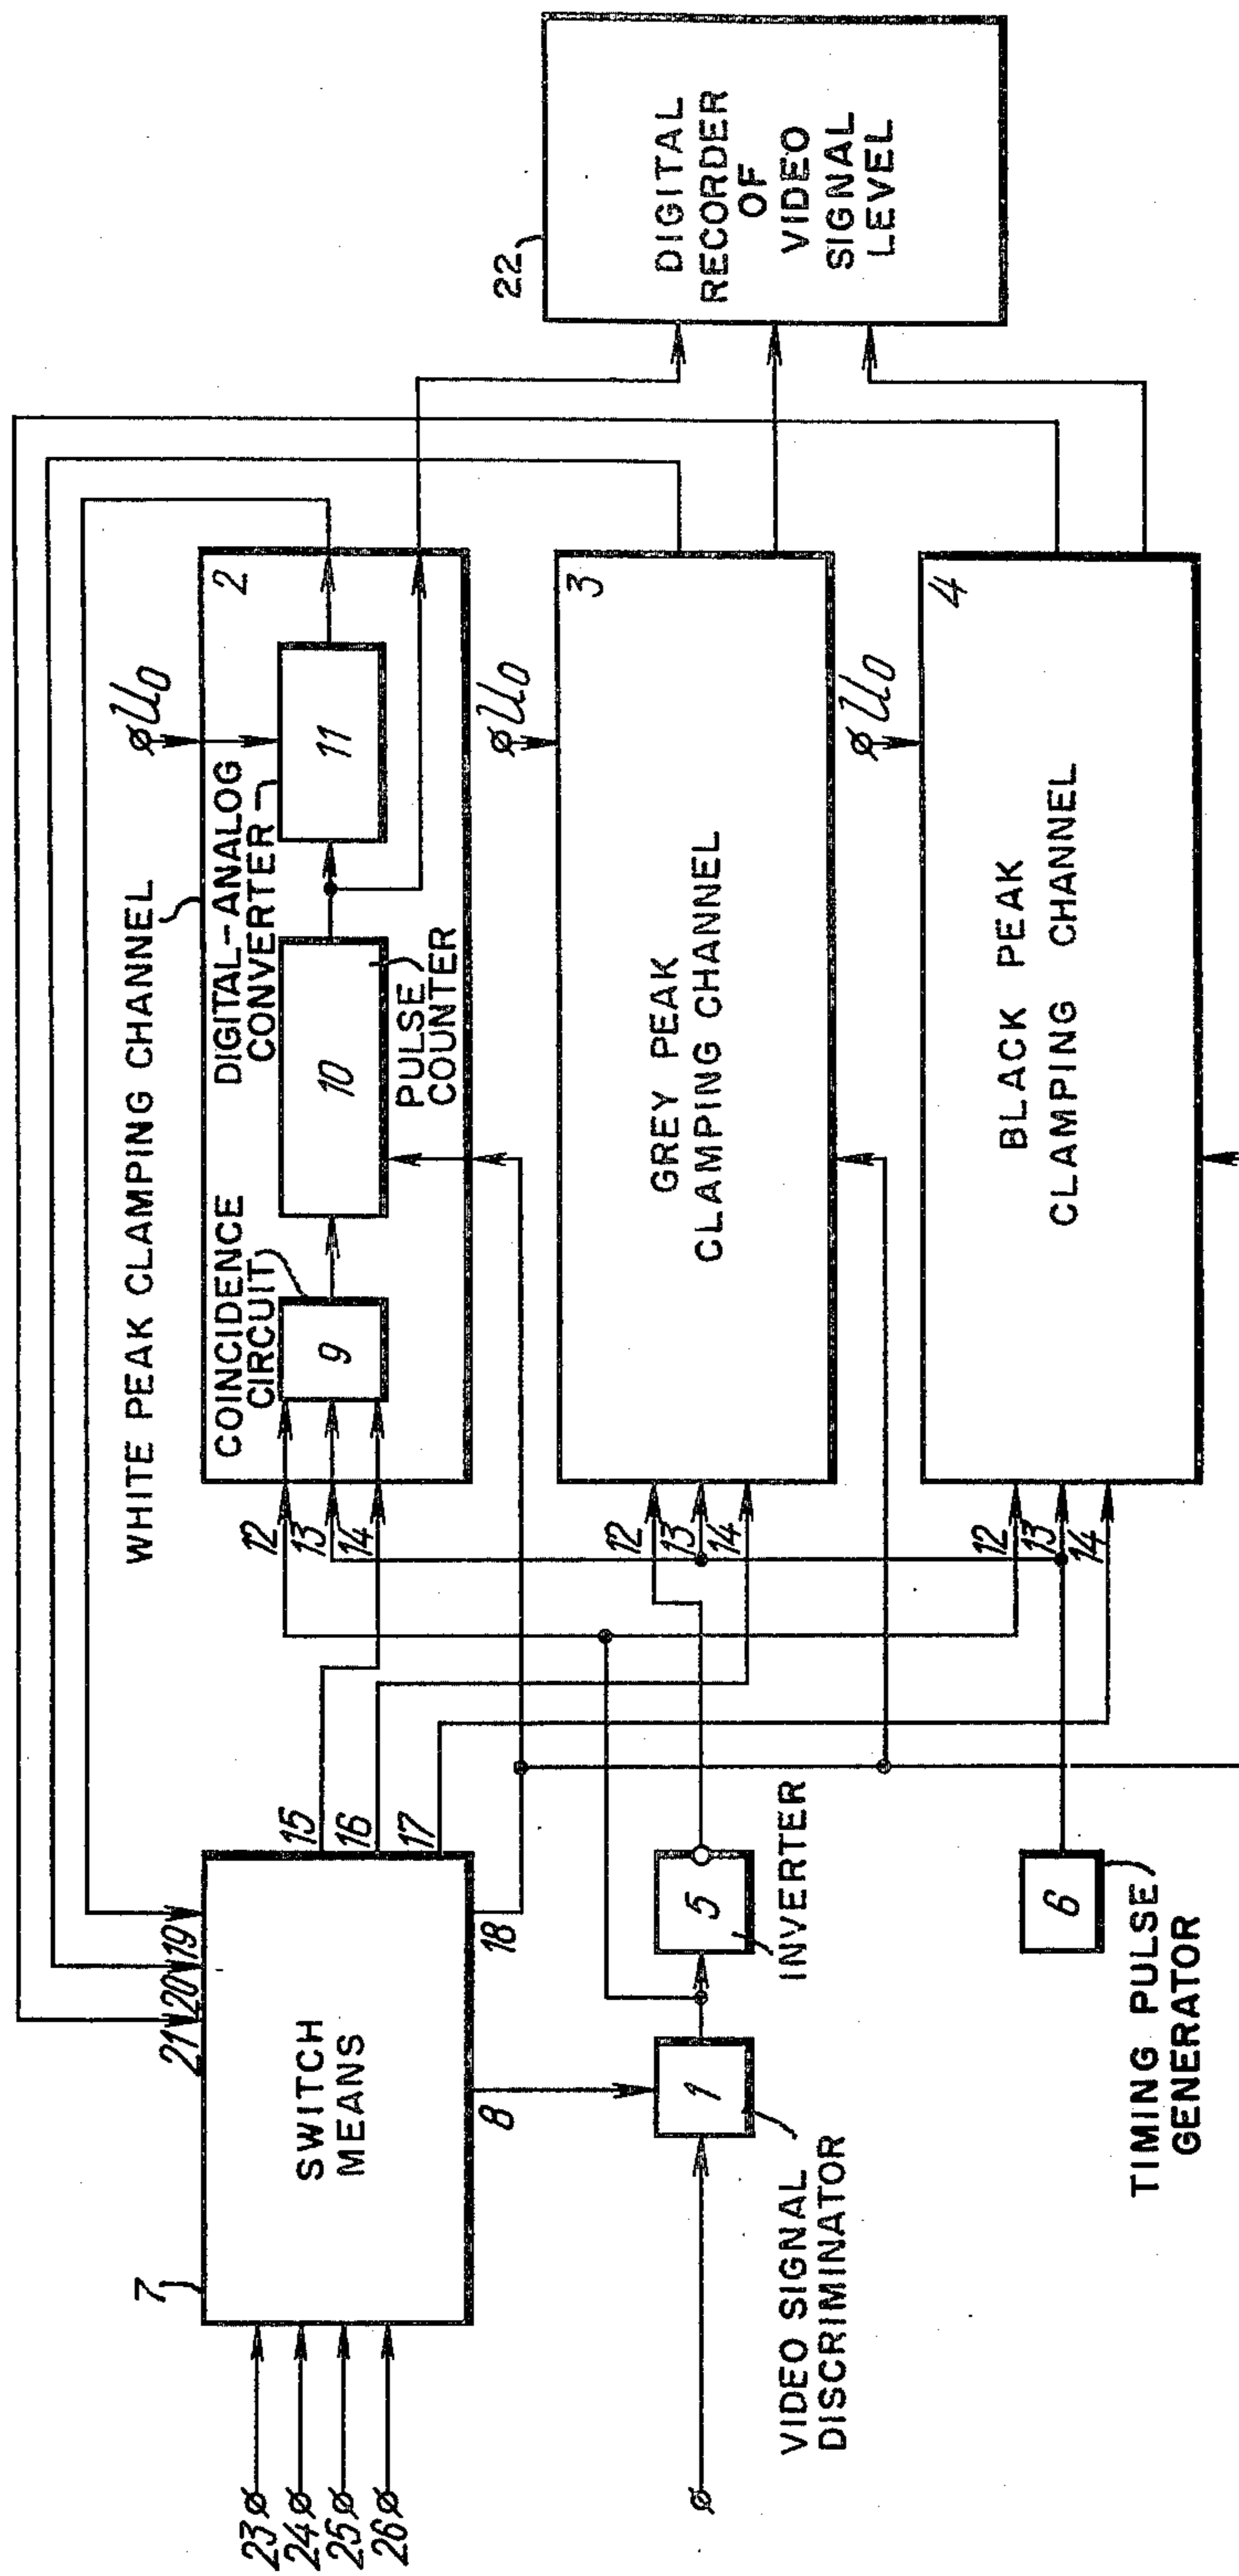 WHITE PEAK CLAMPING CHANNEL
COINCIDENCE
CIRCUIT
DIGITAL-ANALOG
CONVERTER
PULSE
COUNTER
2
9
10
11
U0
12
13
14
7
SWITCH
MEANS
23
24
25
26
21
20
19
15
16
17
18
8
1
VIDEO SIGNAL
DISCRIMINATOR
5
INVERTER
6
TIMING PULSE
GENERATOR
3
GREY PEAK
CLAMPING CHANNEL
U0
12
13
14
4
BLACK PEAK
CLAMPING CHANNEL
U0
12
13
14
22
DIGITAL
RECORDER
OF
VIDEO
SIGNAL
LEVEL